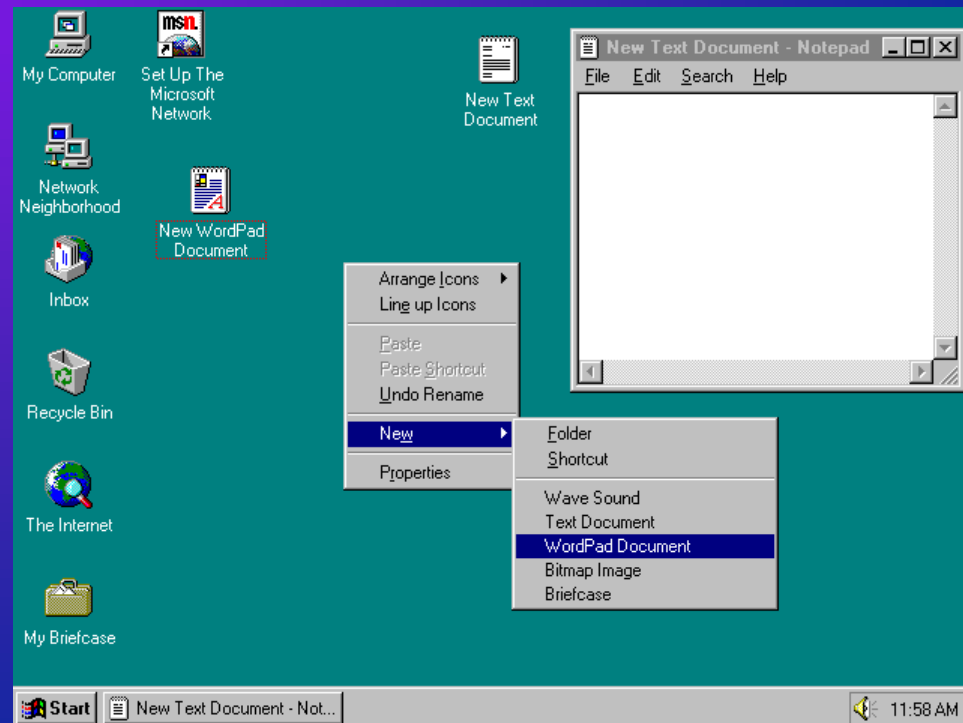 msn.
My Computer
Set Up The
Microsoft
Network
New Text
Document
Network
Neighborhood
New WordPad
Document
Inbox
Recycle Bin
The Internet
My Briefcase
New Text Document - Notepad
File Edit Search Help
Arrange Icons
Line up Icons
Paste
Paste Shortcut
Undo Rename
New
Properties
Folder
Shortcut
Wave Sound
Text Document
WordPad Document
Bitmap Image
Briefcase
Start
New Text Document - Not...
11:58 AM